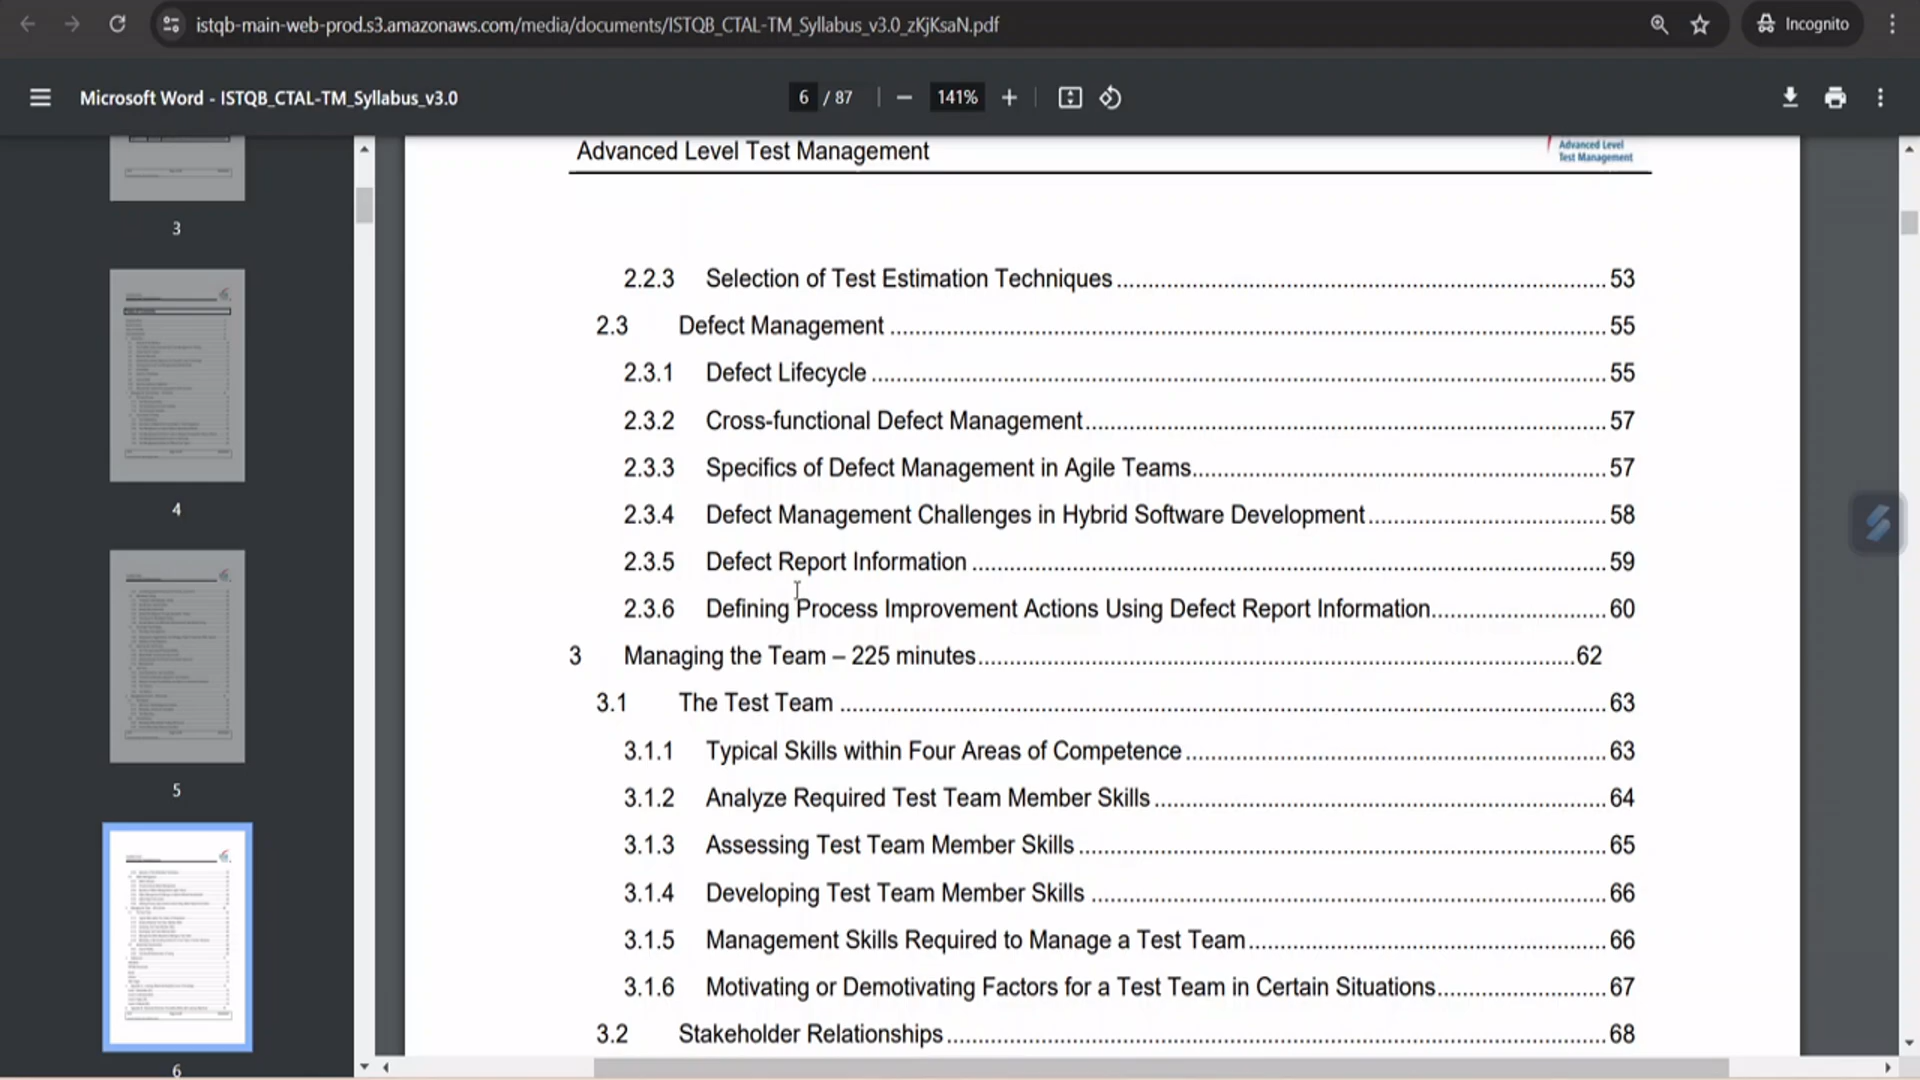 istqb-main-web-prod.s3.amazonaws.com/media/documents/ISTQB_CTAL-TM_Syllabus_v3.0_zKjKsaN.pdf
Incognito
Microsoft Word - ISTQB_CTAL-TM_Syllabus_v3.0
6 / 87
141%
Advanced Level Test Management
Advanced Level
Test Management
2.2.3 Selection of Test Estimation Techniques 53
2.3 Defect Management 55
2.3.1 Defect Lifecycle 55
2.3.2 Cross-functional Defect Management 57
2.3.3 Specifics of Defect Management in Agile Teams 57
2.3.4 Defect Management Challenges in Hybrid Software Development 58
2.3.5 Defect Report Information 59
2.3.6 Defining Process Improvement Actions Using Defect Report Information 60
3 Managing the Team – 225 minutes 62
3.1 The Test Team 63
3.1.1 Typical Skills within Four Areas of Competence 63
3.1.2 Analyze Required Test Team Member Skills 64
3.1.3 Assessing Test Team Member Skills 65
3.1.4 Developing Test Team Member Skills 66
3.1.5 Management Skills Required to Manage a Test Team 66
3.1.6 Motivating or Demotivating Factors for a Test Team in Certain Situations 67
3.2 Stakeholder Relationships 68
3
4
5
6